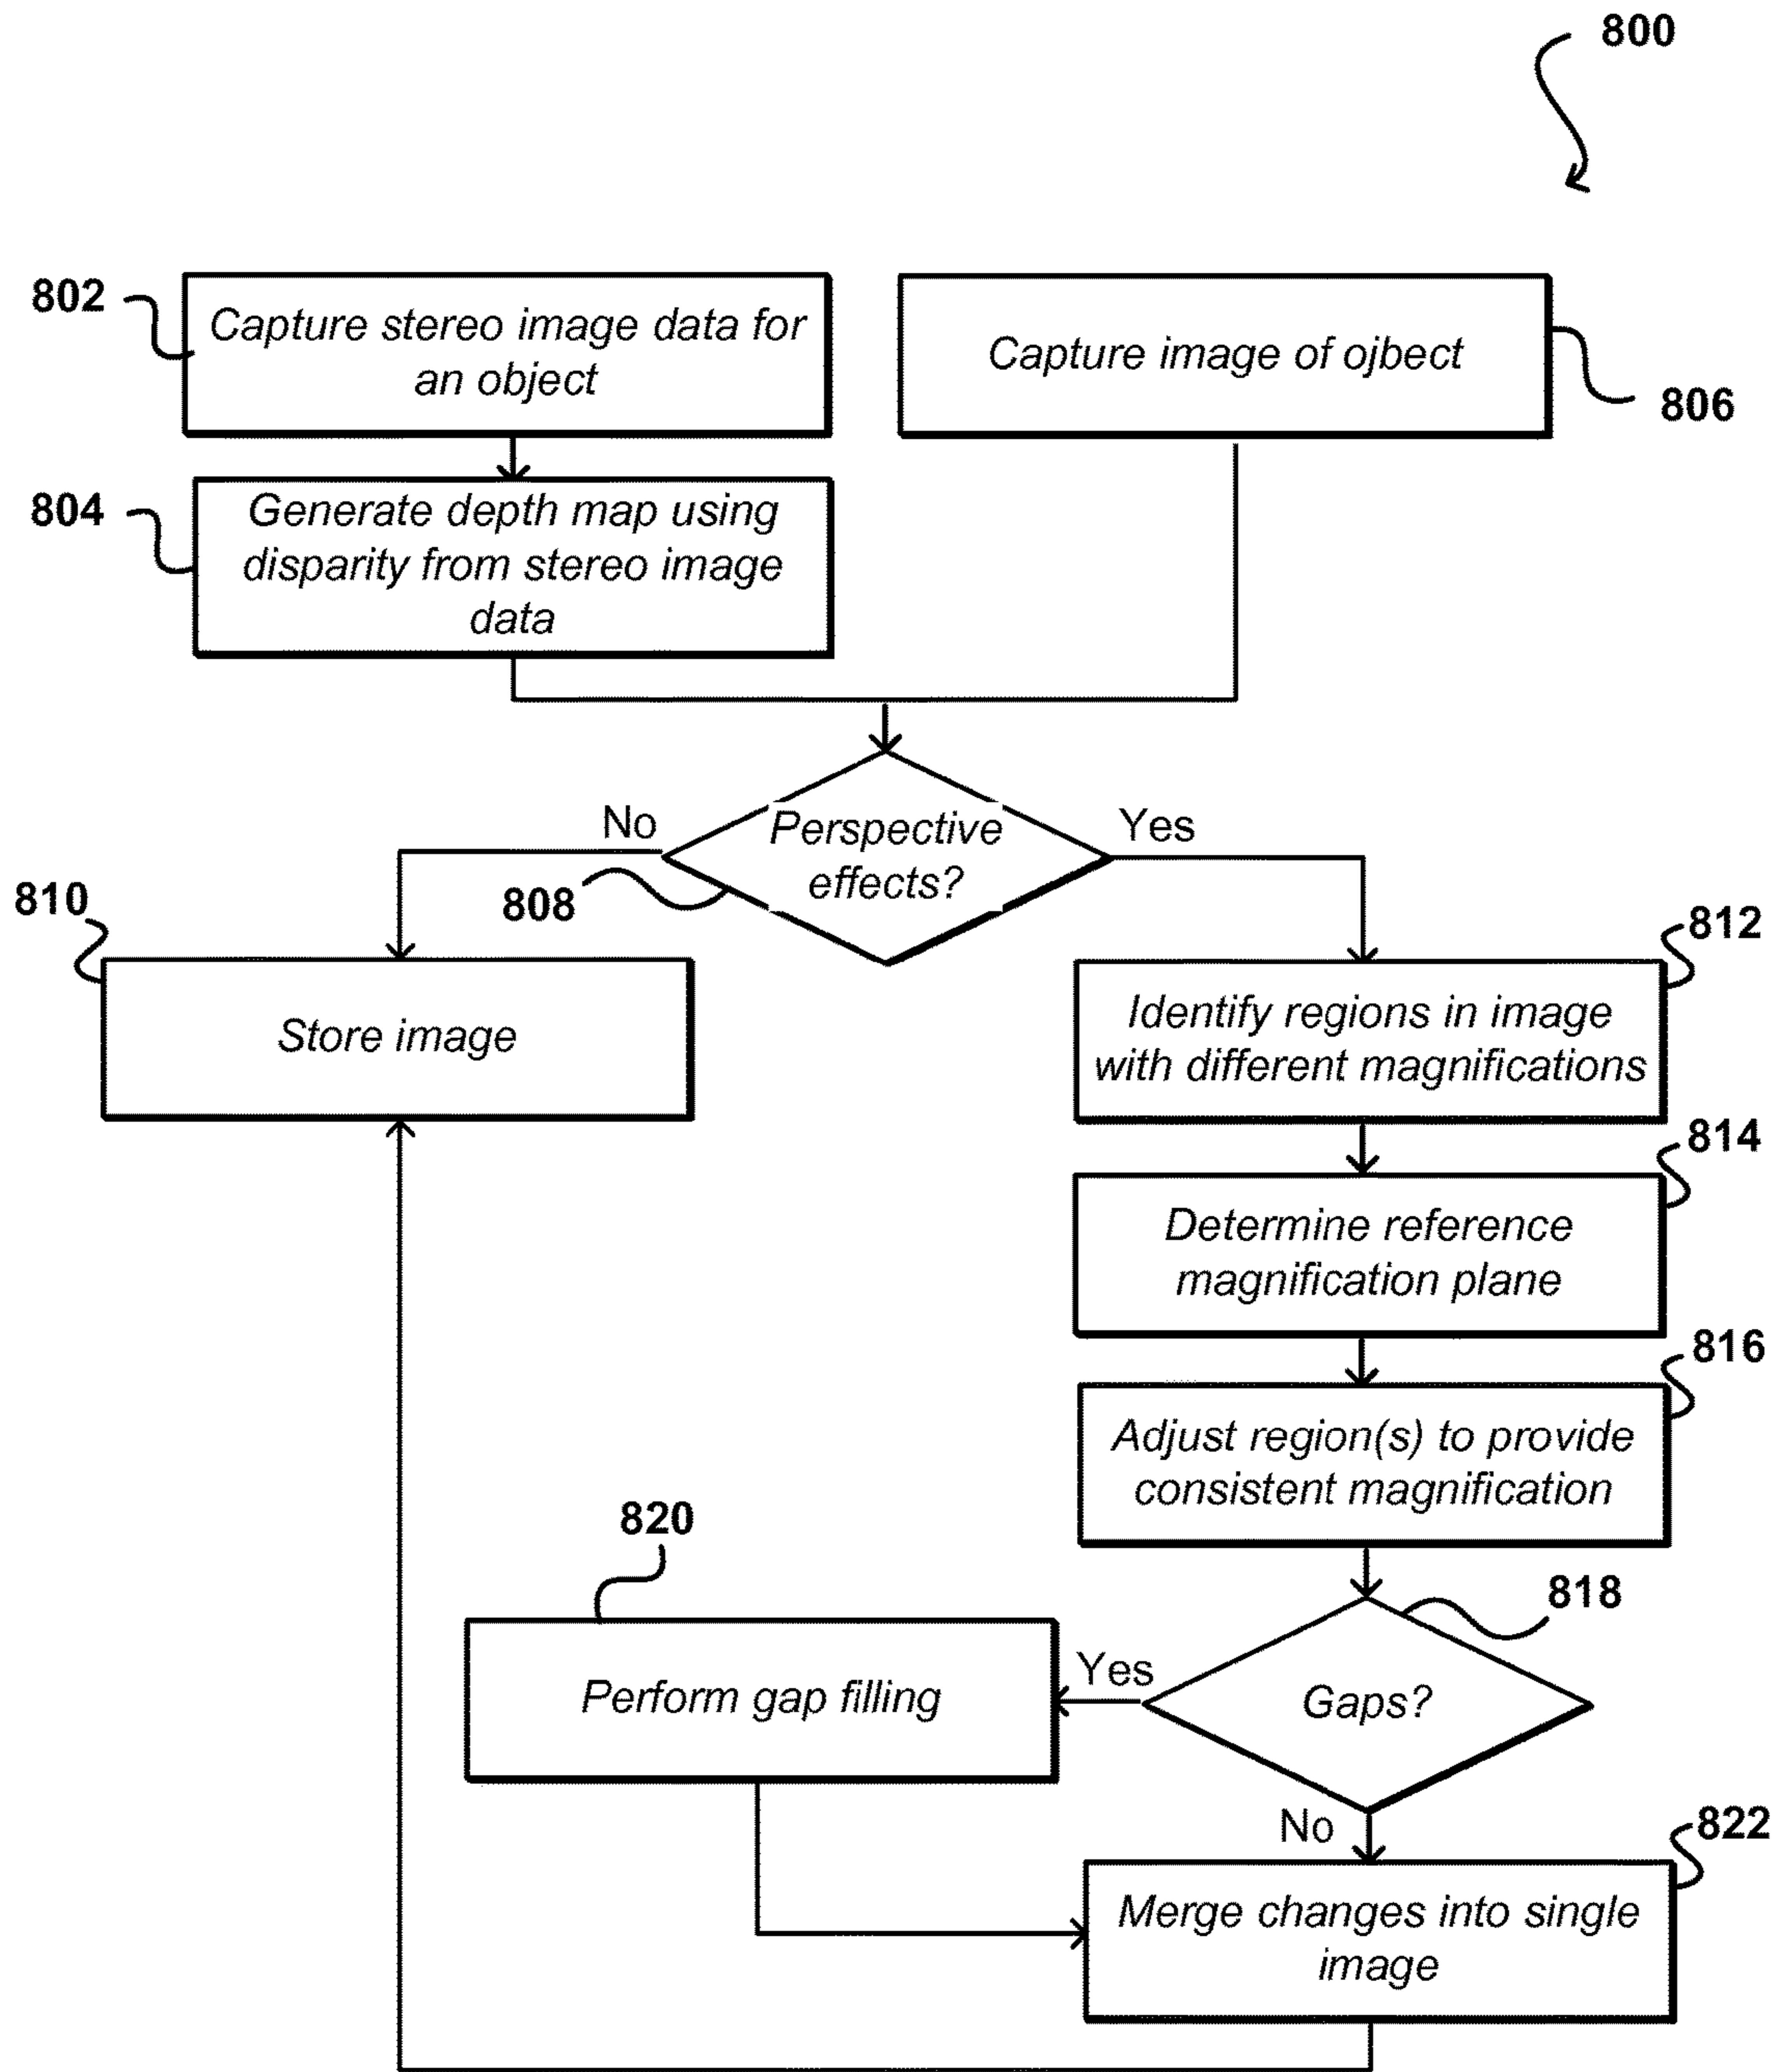 800
802
Capture stereo image data for
an object
Capture image of ojbect
806
804
Generate depth map using
disparity from stereo image
data
No
Perspective
effects?
Yes
808
810
Store image
812
Identify regions in image
with different magnifications
814
Determine reference
magnification plane
816
Adjust region(s) to provide
consistent magnification
820
818
Perform gap filling
Yes
Gaps?
No
822
Merge changes into single
image